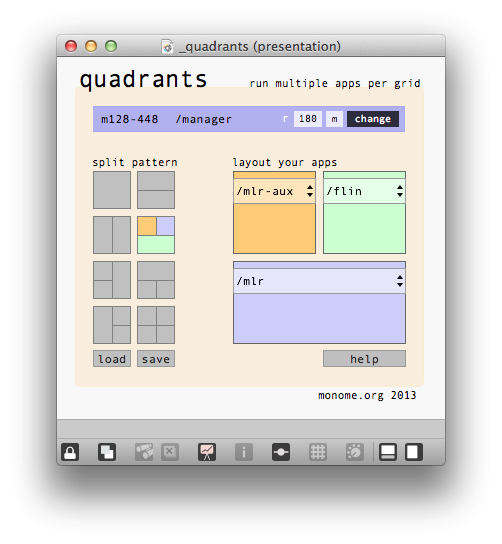 _quadrants (presentation)
quadrants
run multiple apps per grid
m128-448 /manager r 180 m change
split pattern
layout your apps
/mlr-aux
/flin
/mlr
load
save
help
monome.org 2013